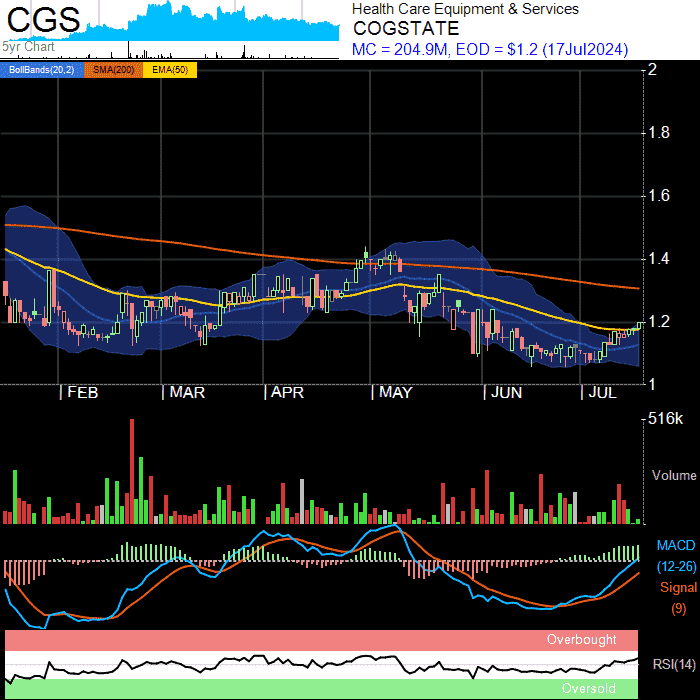 CGS
5yr Chart
Health Care Equipment & Services
COGSTATE
MC = 204.9M, EOD = $1.2 (17Jul2024)
BollBands(20,2) SMA(200) EMA(50)
2
1.8
1.6
1.4
1.2
1
FEB MAR APR MAY JUN JUL
516k
Volume
MACD
(12-26)
Signal
(9)
Overbought
RSI(14)
Oversold